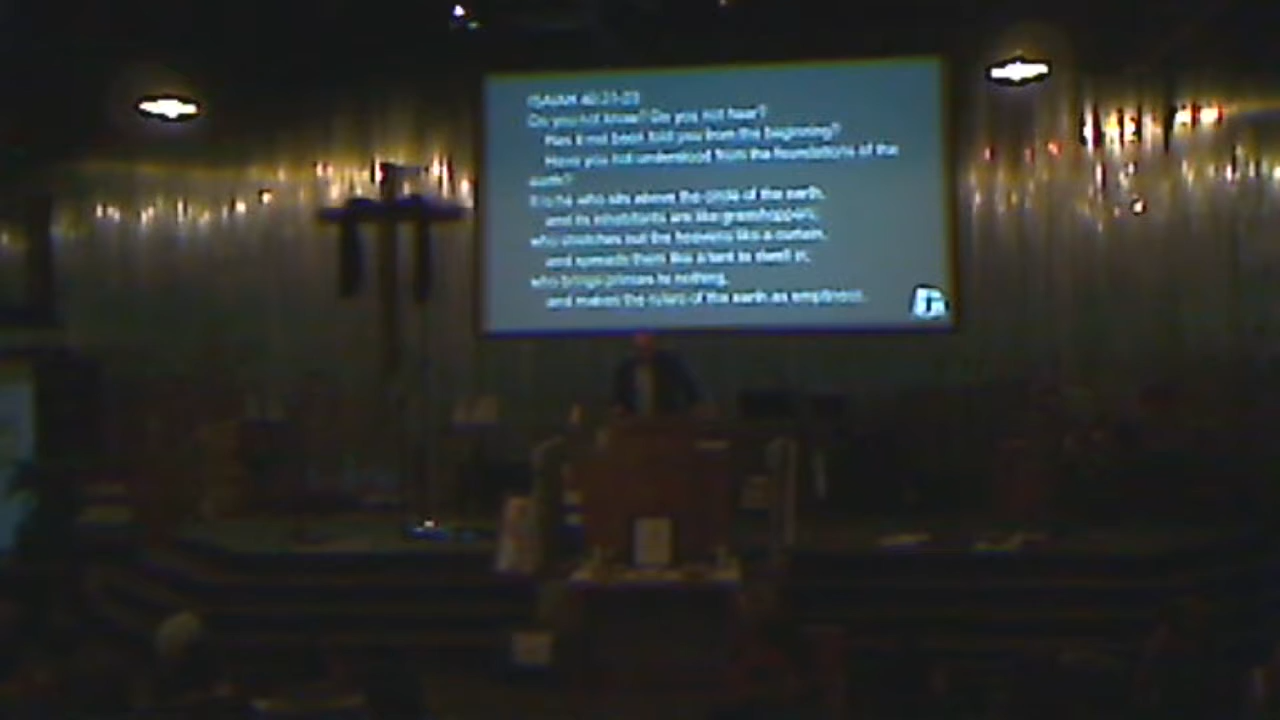 ISAIAH 40:21-23
Do you not know? Do you not hear?
Has it not been told you from the beginning?
Have you not understood from the foundations of the
earth?
It is he who sits above the circle of the earth,
and its inhabitants are like grasshoppers;
who stretches out the heavens like a curtain,
and spreads them like a tent to dwell in;
who brings princes to nothing,
and makes the rulers of the earth as emptiness.